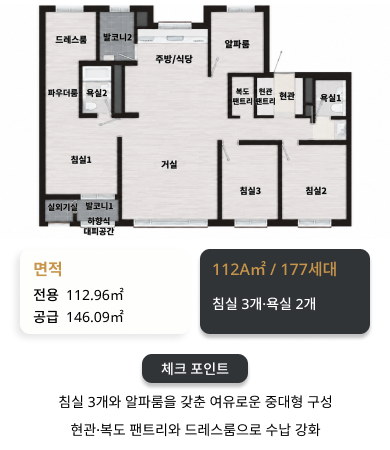 드레스룸
발코니2
주방/식당
알파룸
파우더룸
욕실2
복도
팬트리
현관
팬트리
현관
욕실1
침실1
거실
침실3
침실2
실외기실
발코니1
하향식
대피공간
면적
전용 112.96㎡
공급 146.09㎡
112A㎡ / 177세대
침실 3개·욕실 2개
체크 포인트
침실 3개와 알파룸을 갖춘 여유로운 중대형 구성
현관·복도 팬트리와 드레스룸으로 수납 강화